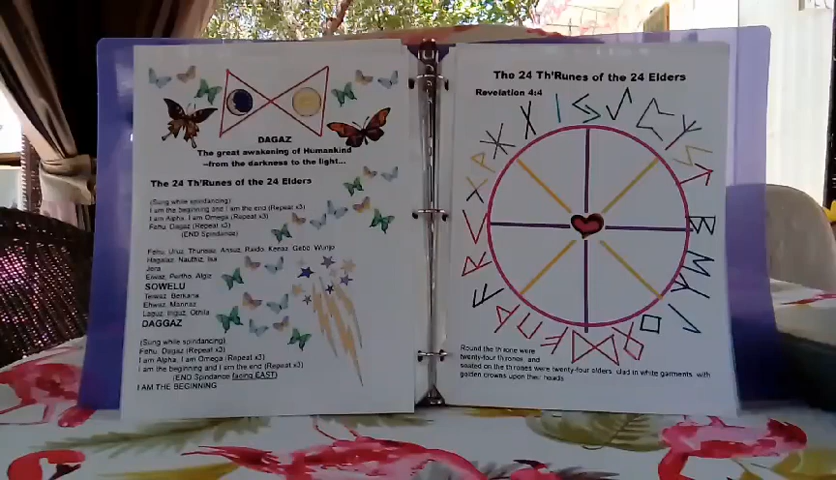 DAGAZ
The great awakening of Humankind
--from the darkness to the light...
The 24 Th'Runes of the 24 Elders
(Sung while spindancing)
I am the beginning and I am the end (Repeat x3)
I am Alpha, I am Omega (Repeat x3)
Fehu, Dagaz (Repeat x3)
(END Spindance)
Fehu, Uruz, Thurisaz, Ansuz, Raido, Kenaz, Gebo, Wunjo
Hagalaz, Nauthiz, Isa
Jera
Eiwaz, Pertho, Algiz
SOWELU
Teiwaz, Berkana
Ehwaz, Mannaz
Laguz, Inguz, Othila
DAGGAZ
(Sung while spindancing)
Fehu, Dagaz (Repeat x3)
I am Alpha, I am Omega (Repeat x3)
I am the beginning and I am the end (Repeat x3)
(END Spindance facing EAST)
I AM THE BEGINNING
The 24 Th'Runes of the 24 Elders
Revelation 4:4
Round the throne were
twenty-four thrones and
seated on the thrones were twenty-four elders clad in white garments with
golden crowns upon their heads